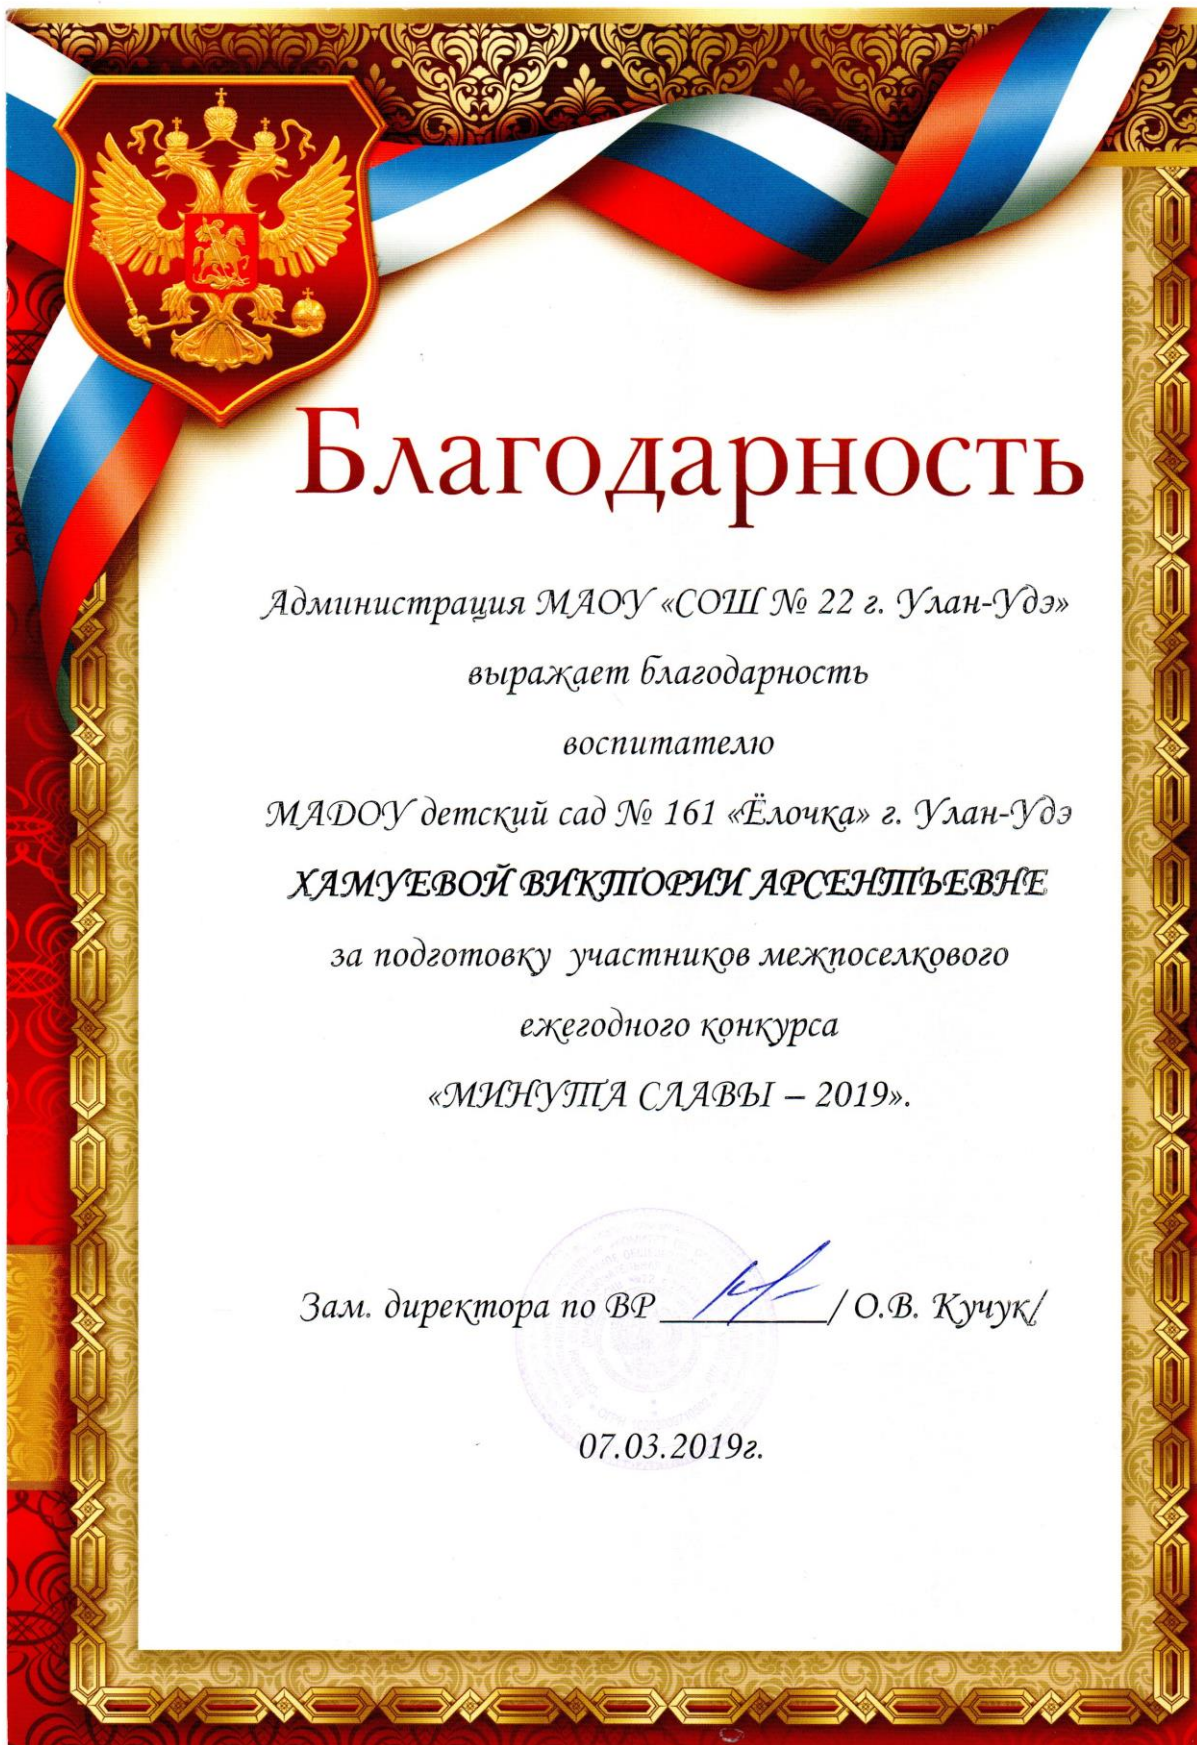 Благодарность
Администрация МАОУ «СОШ № 22 г. Улан-Удэ»
выражает благодарность
воспитателю
МАДОУ детский сад № 161 «Ёлочка» г. Улан-Удэ
ХАМУЕВОЙ ВИКТОРИИ АРСЕНТЬЕВНЕ
за подготовку участников межпоселкового
ежегодного конкурса
«МИНУТА СЛАВЫ – 2019».
Зам. директора по ВР __________/ О.В. Кучук/
07.03.2019г.